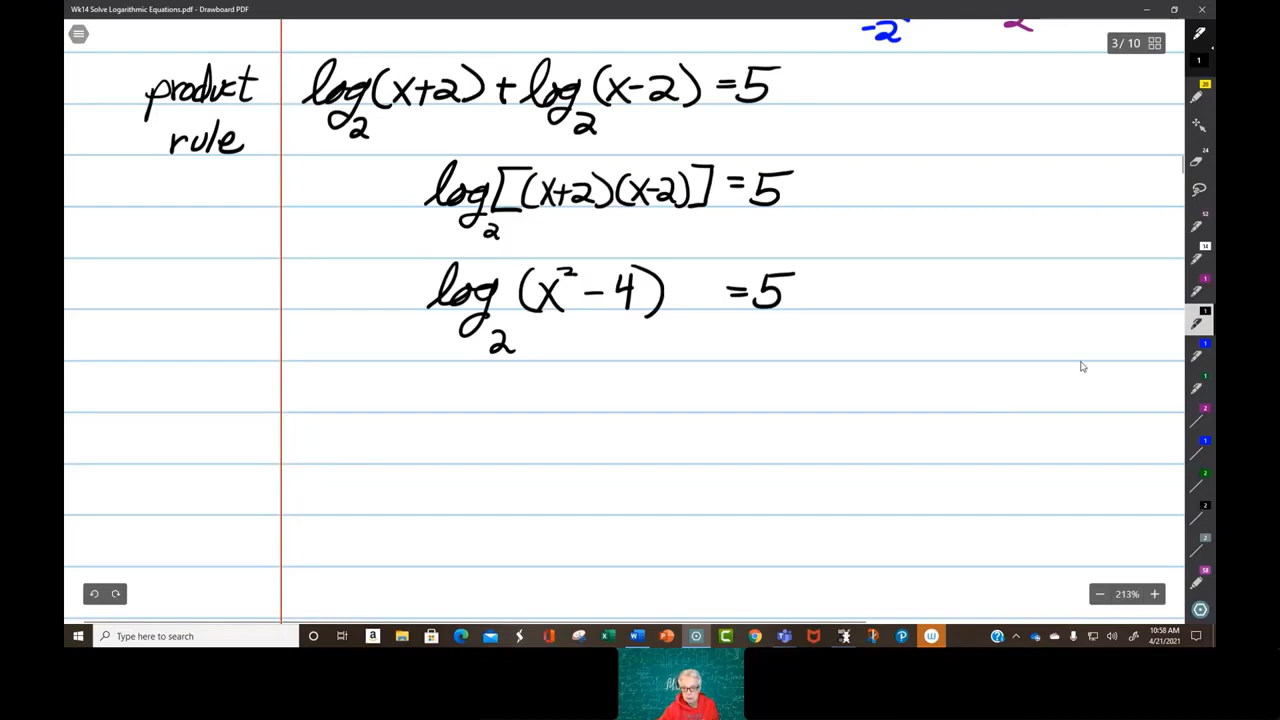 Wk14 Solve Logarithmic Equations.pdf - Drawboard PDF
-2 2
3 / 10
product log₂(x+2) + log₂(x-2) = 5
rule
log₂[(x+2)(x-2)] = 5
log₂(x² - 4) = 5
213%
Type here to search
10:58 AM
4/21/2021